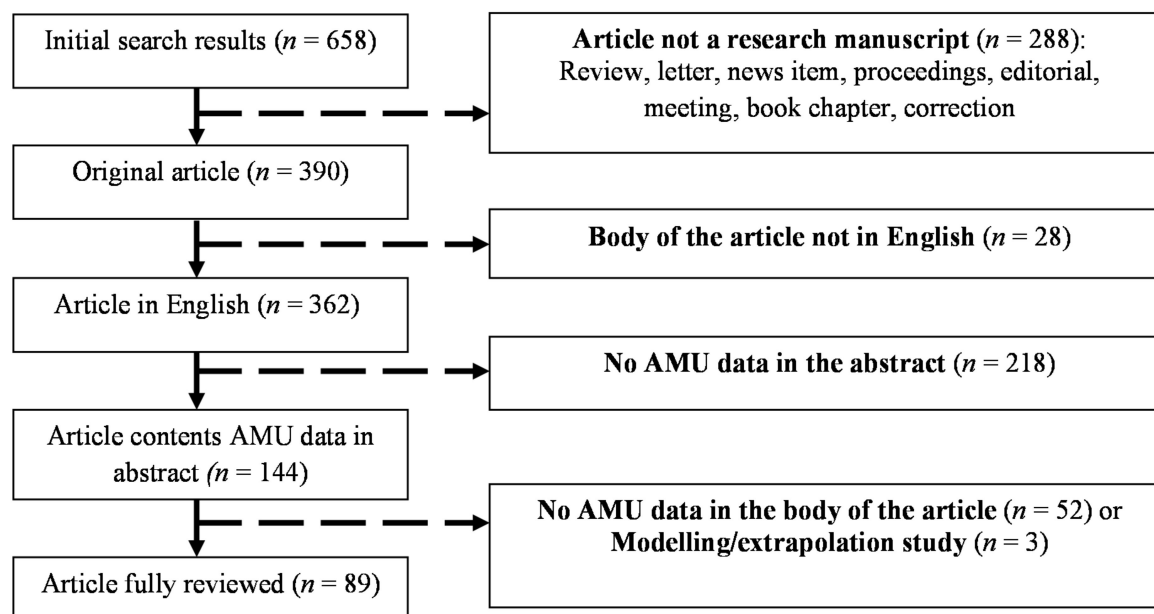 Initial search results (n = 658)
Article not a research manuscript (n = 288):
Review, letter, news item, proceedings, editorial,
meeting, book chapter, correction
Original article (n = 390)
Body of the article not in English (n = 28)
Article in English (n = 362)
No AMU data in the abstract (n = 218)
Article contents AMU data in
abstract (n = 144)
No AMU data in the body of the article (n = 52) or
Modelling/extrapolation study (n = 3)
Article fully reviewed (n = 89)